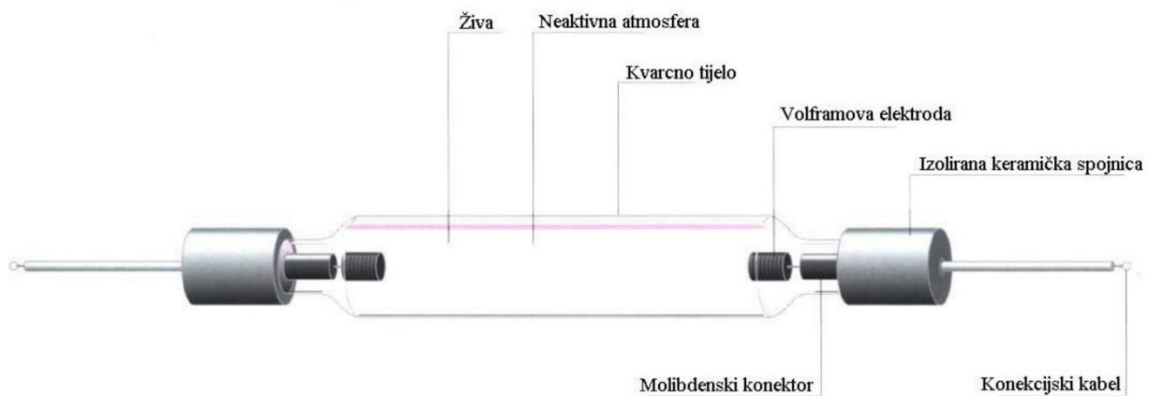 Živa
Neaktivna atmosfera
Kvarcno tijelo
Volframova elektroda
Izolirana keramička spojnica
Molibdenski konektor
Konekcijski kabel